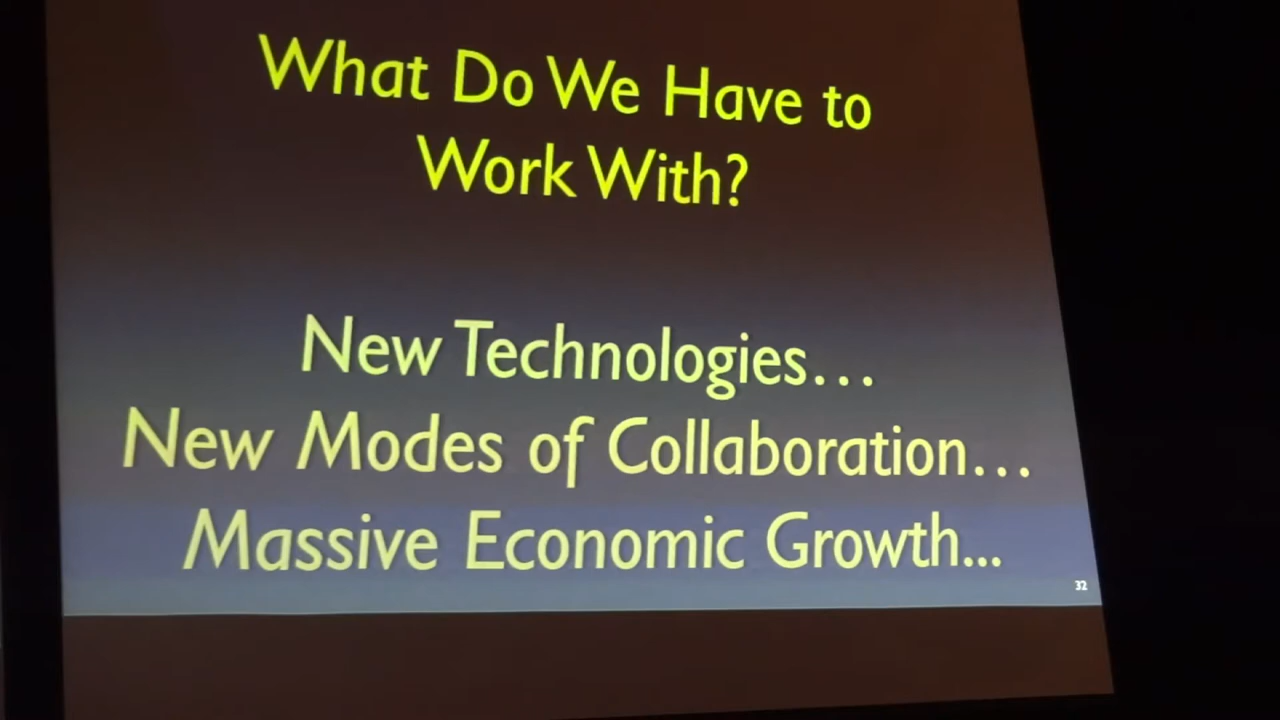 What Do We Have to
Work With?
New Technologies…
New Modes of Collaboration…
Massive Economic Growth...
32